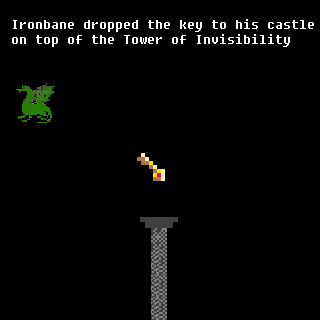 Ironbane dropped the key to his castle
on top of the Tower of Invisibility